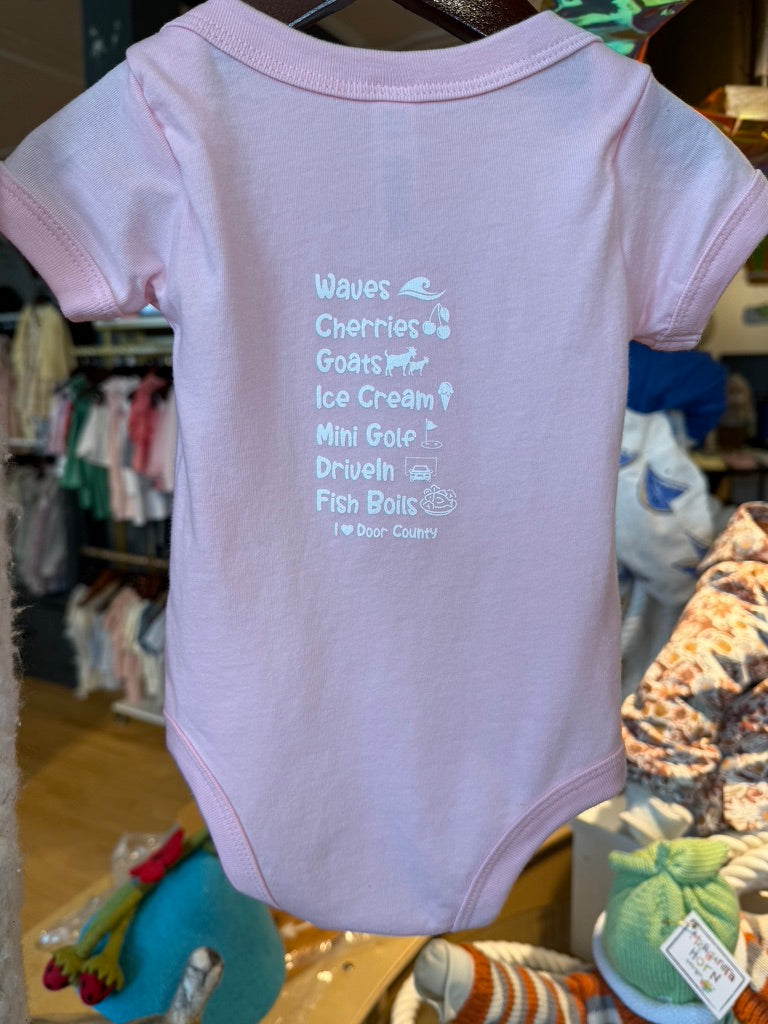 Waves
Cherries
Goats
Ice Cream
Mini Golf
DriveIn
Fish Boils
I ♥ Door County